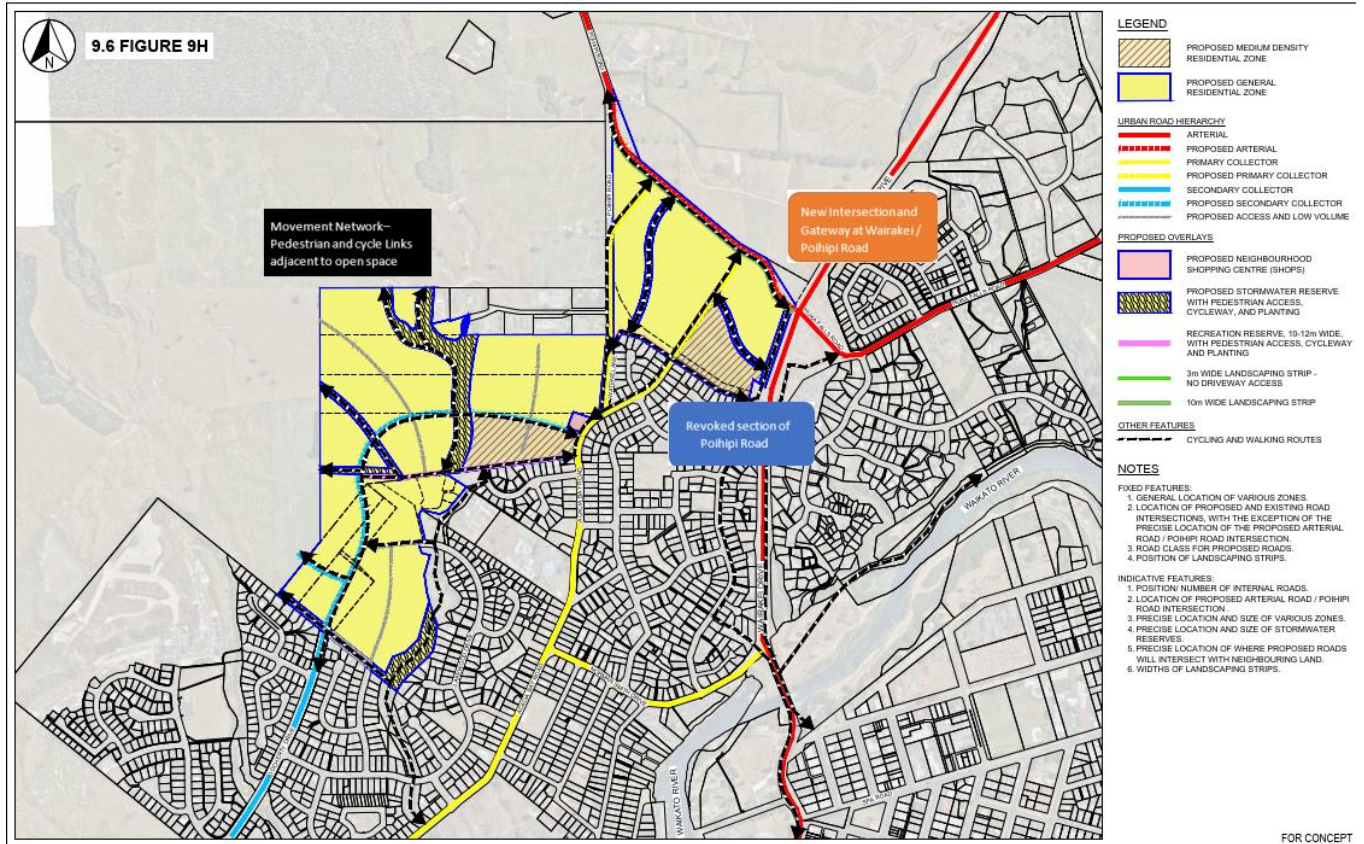 9.6 FIGURE 9H
N
Movement Network–
Pedestrian and cycle Links
adjacent to open space
New Intersection and
Gateway at Wairakei /
Poihipi Road
Revoked section of
Poihipi Road
POIHIPI ROAD
WAIRAKEI DRIVE
WAIKATO RIVER
WAIKATO RIVER
SPA ROAD
LEGEND
PROPOSED MEDIUM DENSITY
RESIDENTIAL ZONE
PROPOSED GENERAL
RESIDENTIAL ZONE
URBAN ROAD HIERARCHY
ARTERIAL
PROPOSED ARTERIAL
PRIMARY COLLECTOR
PROPOSED PRIMARY COLLECTOR
SECONDARY COLLECTOR
PROPOSED SECONDARY COLLECTOR
PROPOSED ACCESS AND LOW VOLUME
PROPOSED OVERLAYS
PROPOSED NEIGHBOURHOOD
SHOPPING CENTRE (SHOPS)
PROPOSED STORMWATER RESERVE
WITH PEDESTRIAN ACCESS,
CYCLEWAY, AND PLANTING
RECREATION RESERVE, 10-12m WIDE,
WITH PEDESTRIAN ACCESS, CYCLEWAY
AND PLANTING
3m WIDE LANDSCAPING STRIP -
NO DRIVEWAY ACCESS
10m WIDE LANDSCAPING STRIP
OTHER FEATURES
CYCLING AND WALKING ROUTES
NOTES
FIXED FEATURES:
1. GENERAL LOCATION OF VARIOUS ZONES.
2. LOCATION OF PROPOSED AND EXISTING ROAD
INTERSECTIONS, WITH THE EXCEPTION OF THE
PRECISE LOCATION OF THE PROPOSED ARTERIAL
ROAD / POIHIPI ROAD INTERSECTION.
3. ROAD CLASS FOR PROPOSED ROADS.
4. POSITION OF LANDSCAPING STRIPS.
INDICATIVE FEATURES:
1. POSITION/ NUMBER OF INTERNAL ROADS.
2. LOCATION OF PROPOSED ARTERIAL ROAD / POIHIPI
ROAD INTERSECTION .
3. PRECISE LOCATION AND SIZE OF VARIOUS ZONES.
4. PRECISE LOCATION AND SIZE OF STORMWATER
RESERVES.
5. PRECISE LOCATION OF WHERE PROPOSED ROADS
WILL INTERSECT WITH NEIGHBOURING LAND.
6. WIDTHS OF LANDSCAPING STRIPS.
FOR CONCEPT